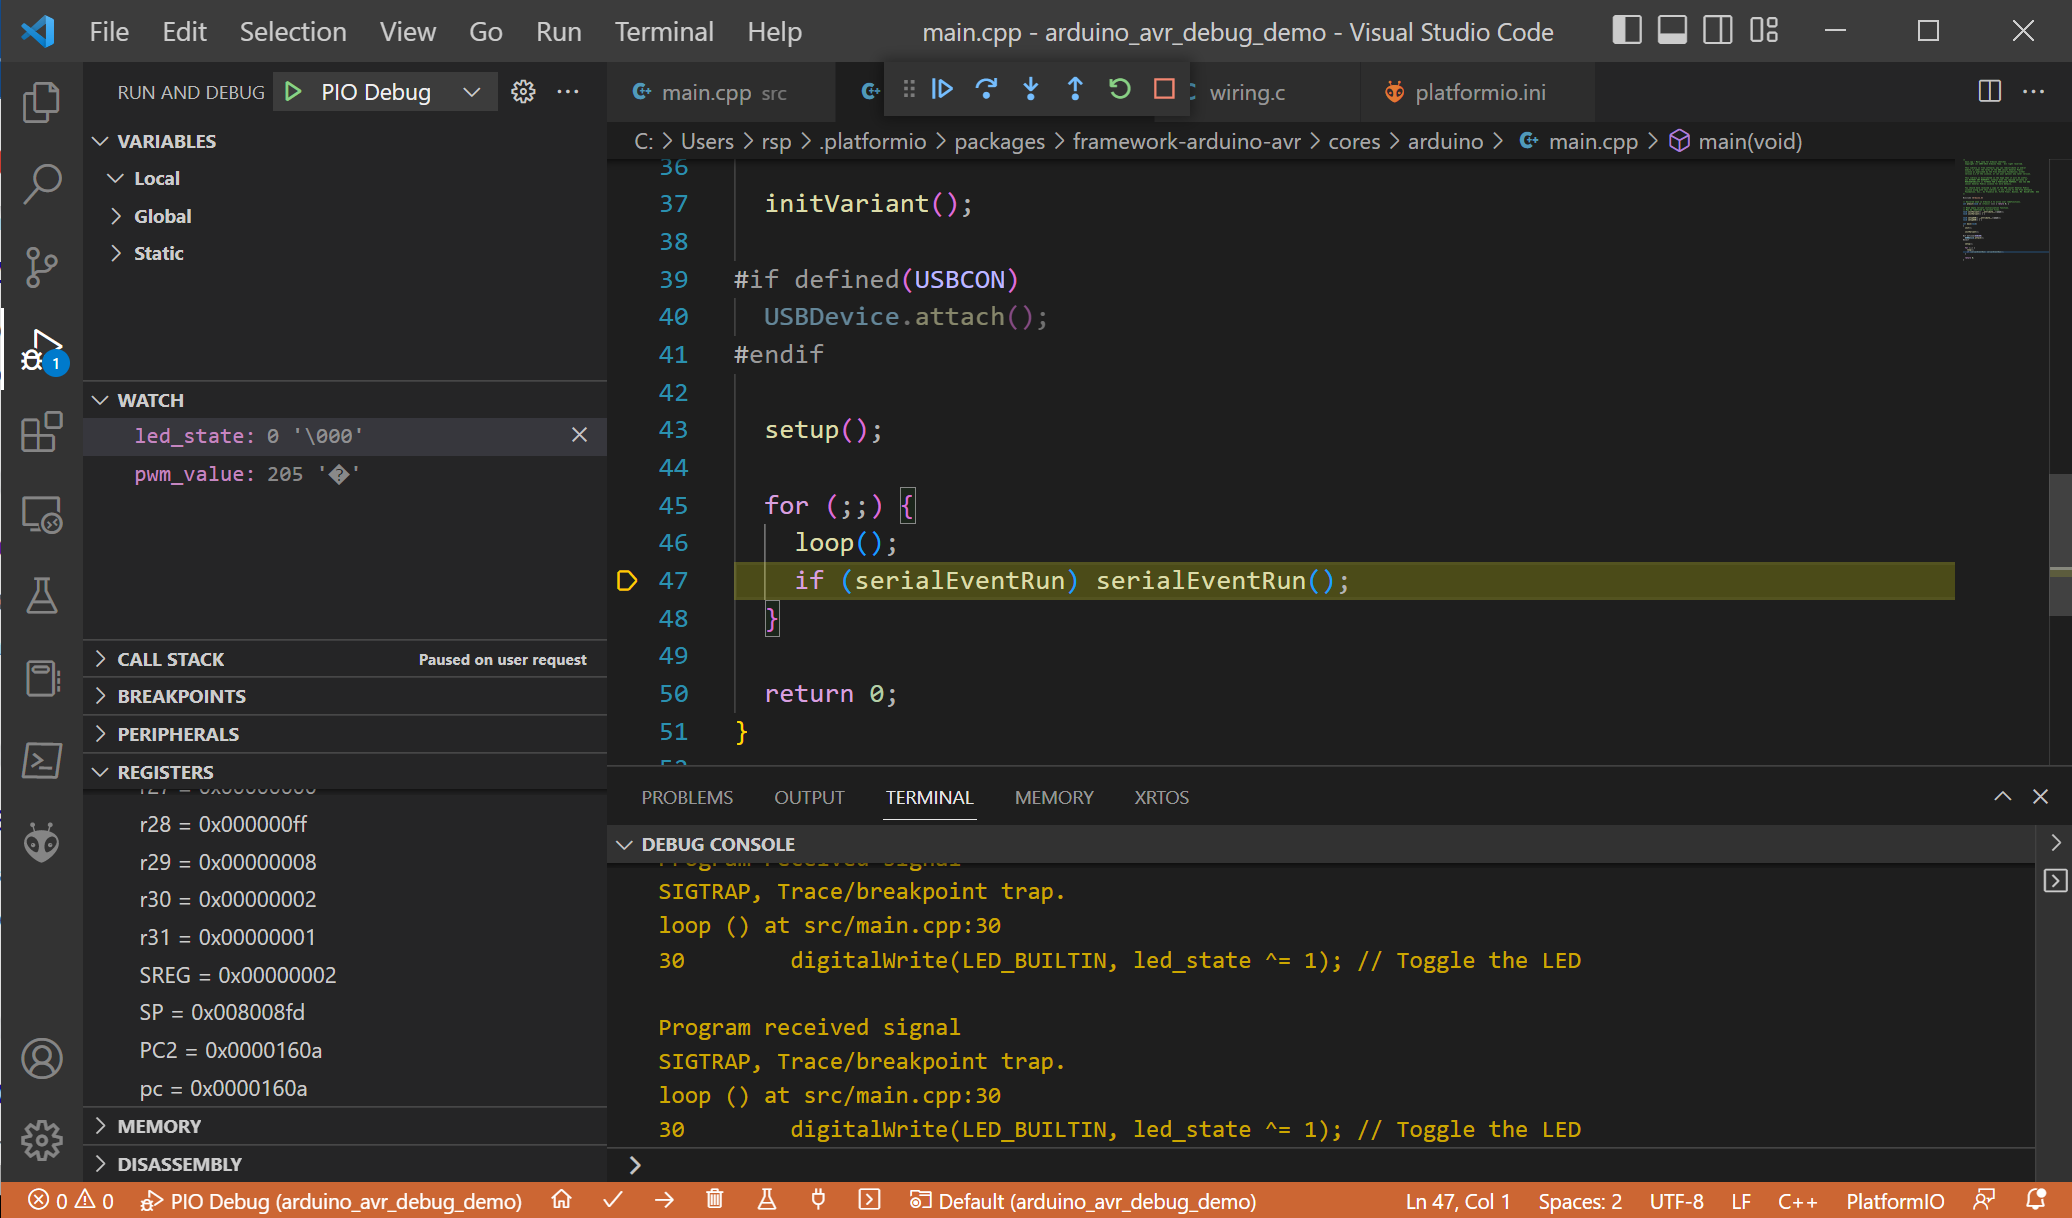 File Edit Selection View Go Run Terminal Help
main.cpp - arduino_avr_debug_demo - Visual Studio Code
RUN AND DEBUG
PIO Debug
VARIABLES
Local
Global
Static
1
WATCH
led_state: 0 '\000'
pwm_value: 205 '�'
CALL STACK
Paused on user request
BREAKPOINTS
PERIPHERALS
REGISTERS
r27 = 0x00000000
r28 = 0x000000ff
r29 = 0x00000008
r30 = 0x00000002
r31 = 0x00000001
SREG = 0x00000002
SP = 0x008008fd
PC2 = 0x0000160a
pc = 0x0000160a
MEMORY
DISASSEMBLY
main.cpp src
wiring.c
platformio.ini
C: > Users > rsp > .platformio > packages > framework-arduino-avr > cores > arduino > main.cpp > main(void)
36
37 initVariant();
38
39 #if defined(USBCON)
40 USBDevice.attach();
41 #endif
42
43 setup();
44
45 for (;;) {
46 loop();
47 if (serialEventRun) serialEventRun();
48 }
49
50 return 0;
51 }
52
PROBLEMS OUTPUT TERMINAL MEMORY XRTOS
DEBUG CONSOLE
Program received signal
SIGTRAP, Trace/breakpoint trap.
loop () at src/main.cpp:30
30 digitalWrite(LED_BUILTIN, led_state ^= 1); // Toggle the LED
Program received signal
SIGTRAP, Trace/breakpoint trap.
loop () at src/main.cpp:30
30 digitalWrite(LED_BUILTIN, led_state ^= 1); // Toggle the LED
0 0 PIO Debug (arduino_avr_debug_demo) Default (arduino_avr_debug_demo) Ln 47, Col 1 Spaces: 2 UTF-8 LF C++ PlatformIO